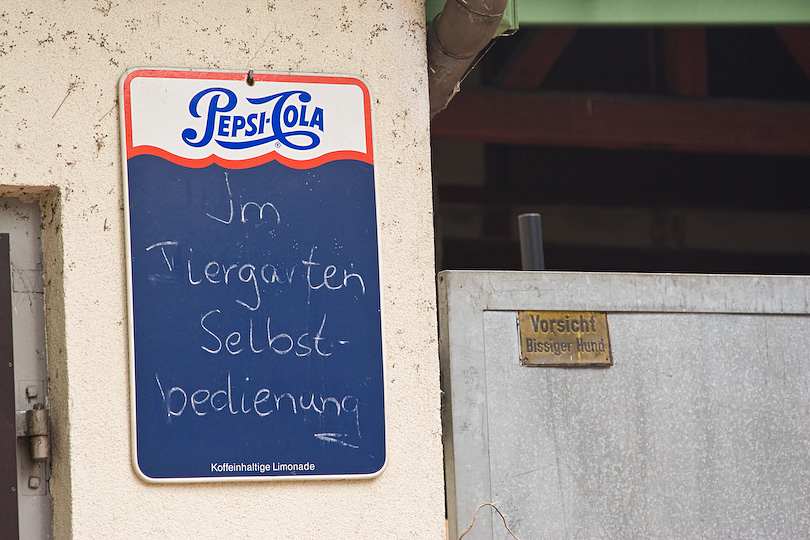 PEPSI-COLA
Im
Tiergarten
Selbst-
bedienung
Koffeinhaltige Limonade
Vorsicht
Bissiger Hund